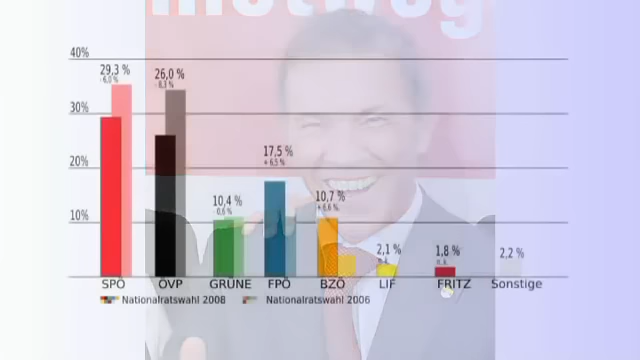 40%
30%
20%
10%
29,3 %
- 6,0 %
26,0 %
- 8,3 %
10,4 %
- 0,6 %
17,5 %
+ 6,5 %
10,7 %
+ 6,6 %
2,1 %
n.k.
1,8 %
n.k.
2,2 %
SPÖ ÖVP GRÜNE FPÖ BZÖ LIF FRITZ Sonstige
Nationalratswahl 2008 Nationalratswahl 2006